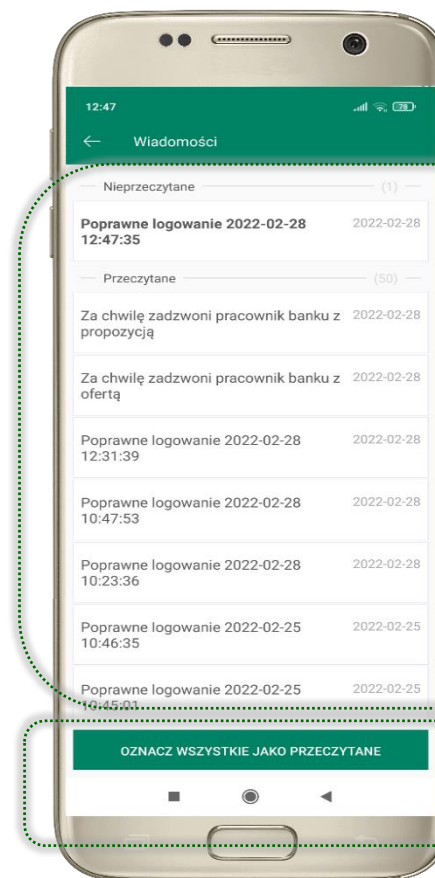 12:47
78
Wiadomości
Nieprzeczytane (1)
Poprawne logowanie 2022-02-28 2022-02-28
12:47:35
Przeczytane (50)
Za chwilę zadzwoni pracownik banku z 2022-02-28
propozycją
Za chwilę zadzwoni pracownik banku z 2022-02-28
ofertą
Poprawne logowanie 2022-02-28 2022-02-28
12:31:39
Poprawne logowanie 2022-02-28 2022-02-28
10:47:53
Poprawne logowanie 2022-02-28 2022-02-28
10:23:36
Poprawne logowanie 2022-02-25 2022-02-25
10:46:35
Poprawne logowanie 2022-02-25 2022-02-25
10:45:01
OZNACZ WSZYSTKIE JAKO PRZECZYTANE